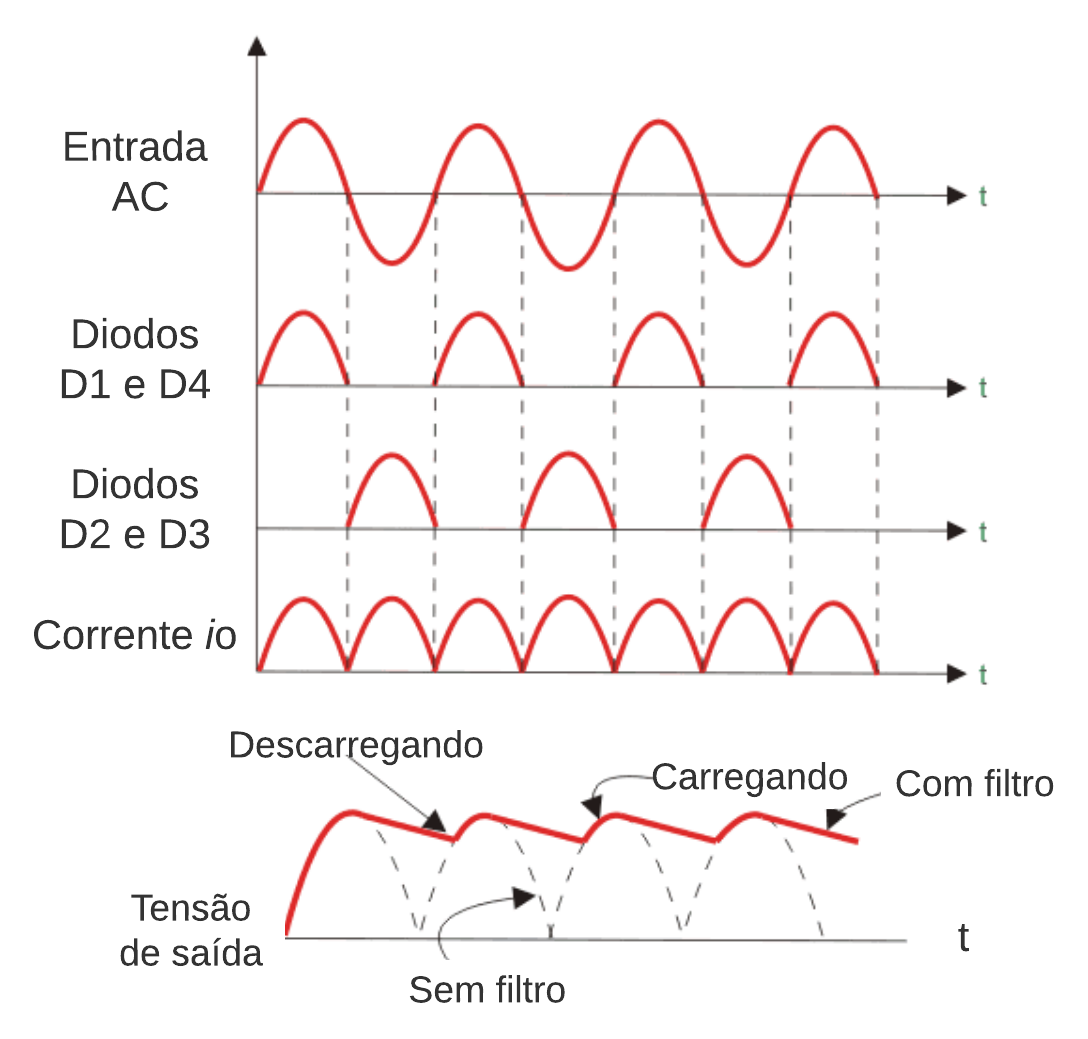 Entrada
AC
t
Diodos
D1 e D4
t
Diodos
D2 e D3
t
Corrente io
t
Descarregando
Carregando
Com filtro
Tensão
de saída
t
Sem filtro